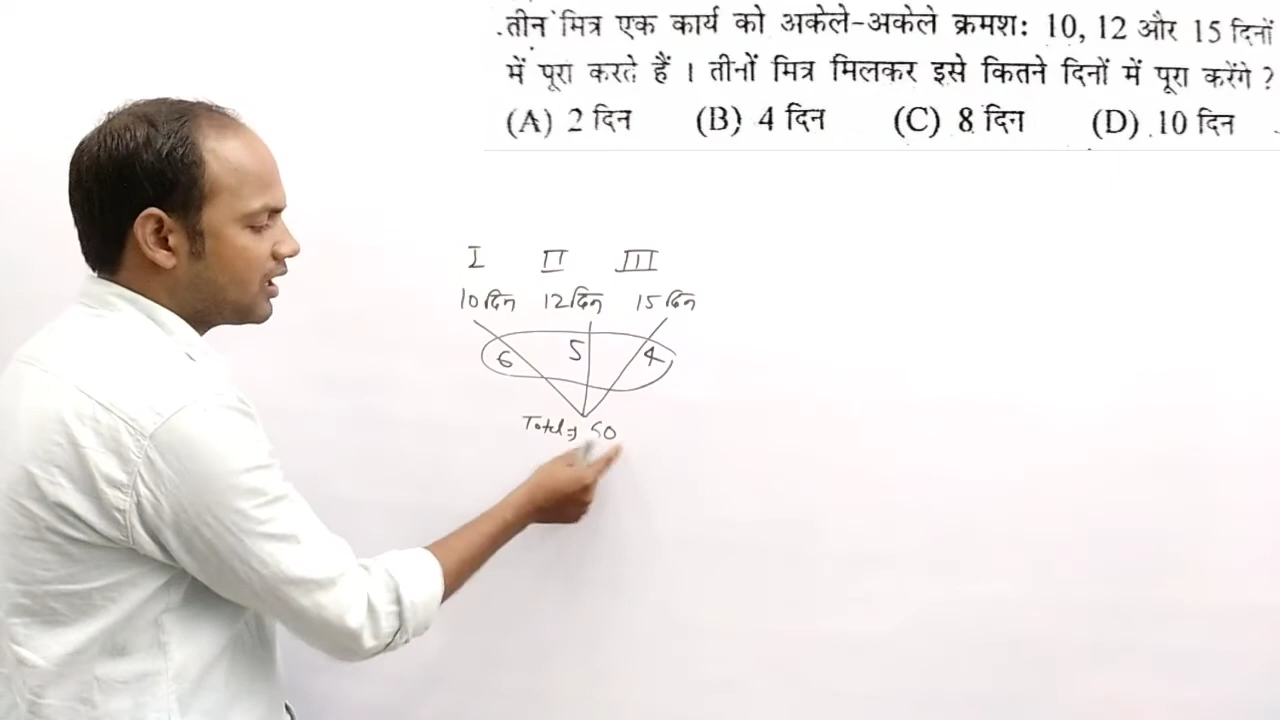 तीन मित्र एक कार्य को अकेले-अकेले क्रमश: 10, 12 और 15 दिनों
में पूरा करते हैं । तीनों मित्र मिलकर इसे कितने दिनों में पूरा करेंगे ?
(A) 2 दिन (B) 4 दिन (C) 8 दिन (D) 10 दिन
I II III
10 दिन 12 दिन 15 दिन
6 5 4
Total ⇒ 60